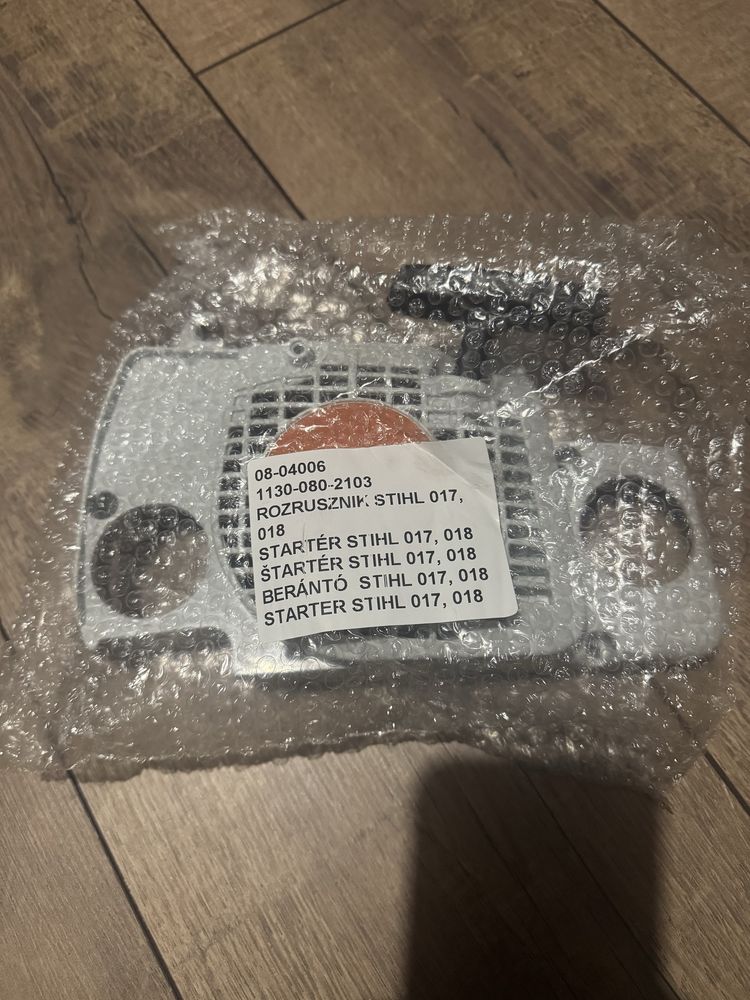 08-04006
1130-080-2103
ROZRUSZNIK STIHL 017,
018
STARTÉR STIHL 017, 018
ŠTARTÉR STIHL 017, 018
BERÁNTÓ STIHL 017, 018
STARTER STIHL 017, 018